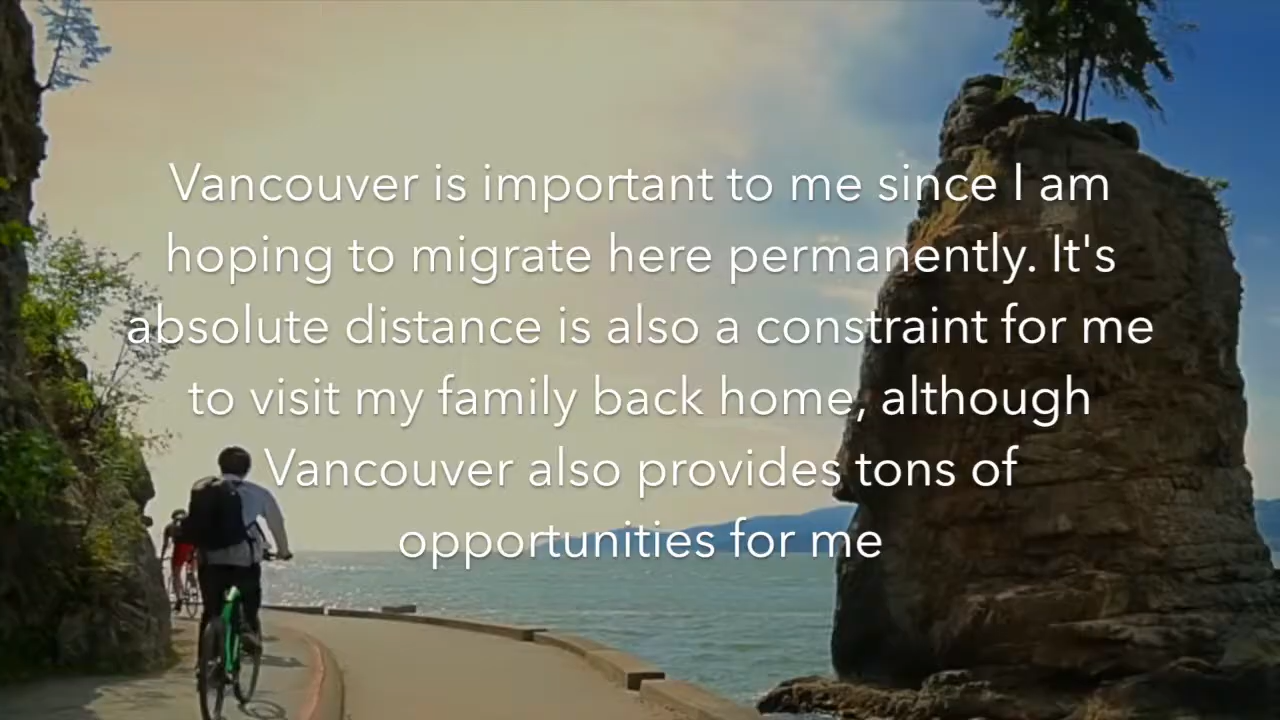 Vancouver is important to me since I am
hoping to migrate here permanently. It's
absolute distance is also a constraint for me
to visit my family back home, although
Vancouver also provides tons of
opportunities for me